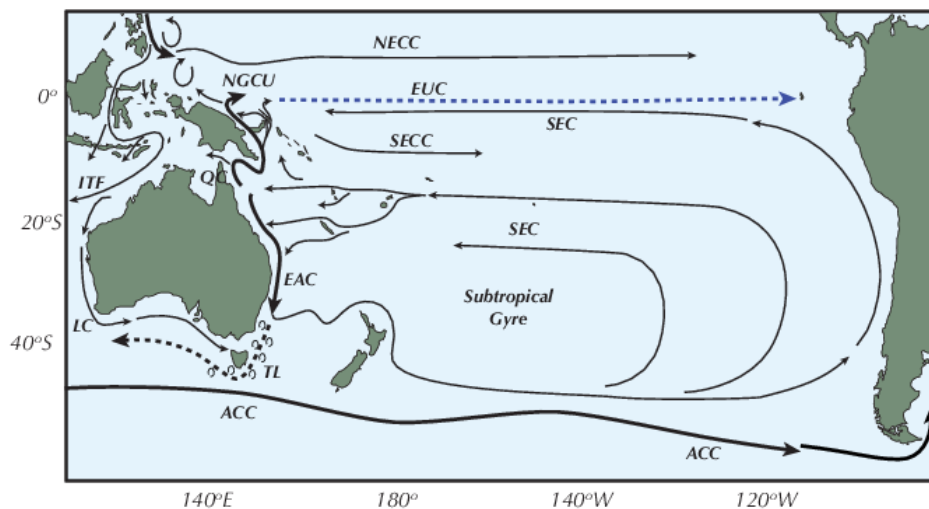 NECC
NGCU
EUC
0°
SEC
SECC
QC
ITF
20°S
SEC
EAC
Subtropical
Gyre
LC
40°S
TL
ACC
ACC
140°E
180°
140°W
120°W